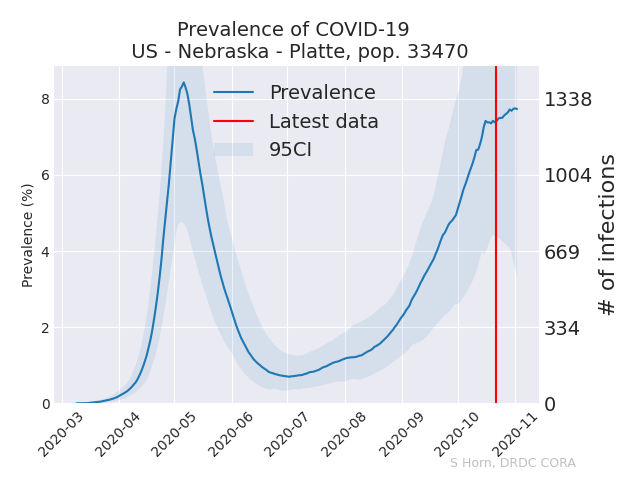 Prevalence of COVID-19
US - Nebraska - Platte, pop. 33470
Prevalence
Latest data
95CI
Prevalence (%)
8
6
4
2
0
1338
1004
669
334
0
# of infections
2020-03
2020-04
2020-05
2020-06
2020-07
2020-08
2020-09
2020-10
2020-11
S Horn, DRDC CORA